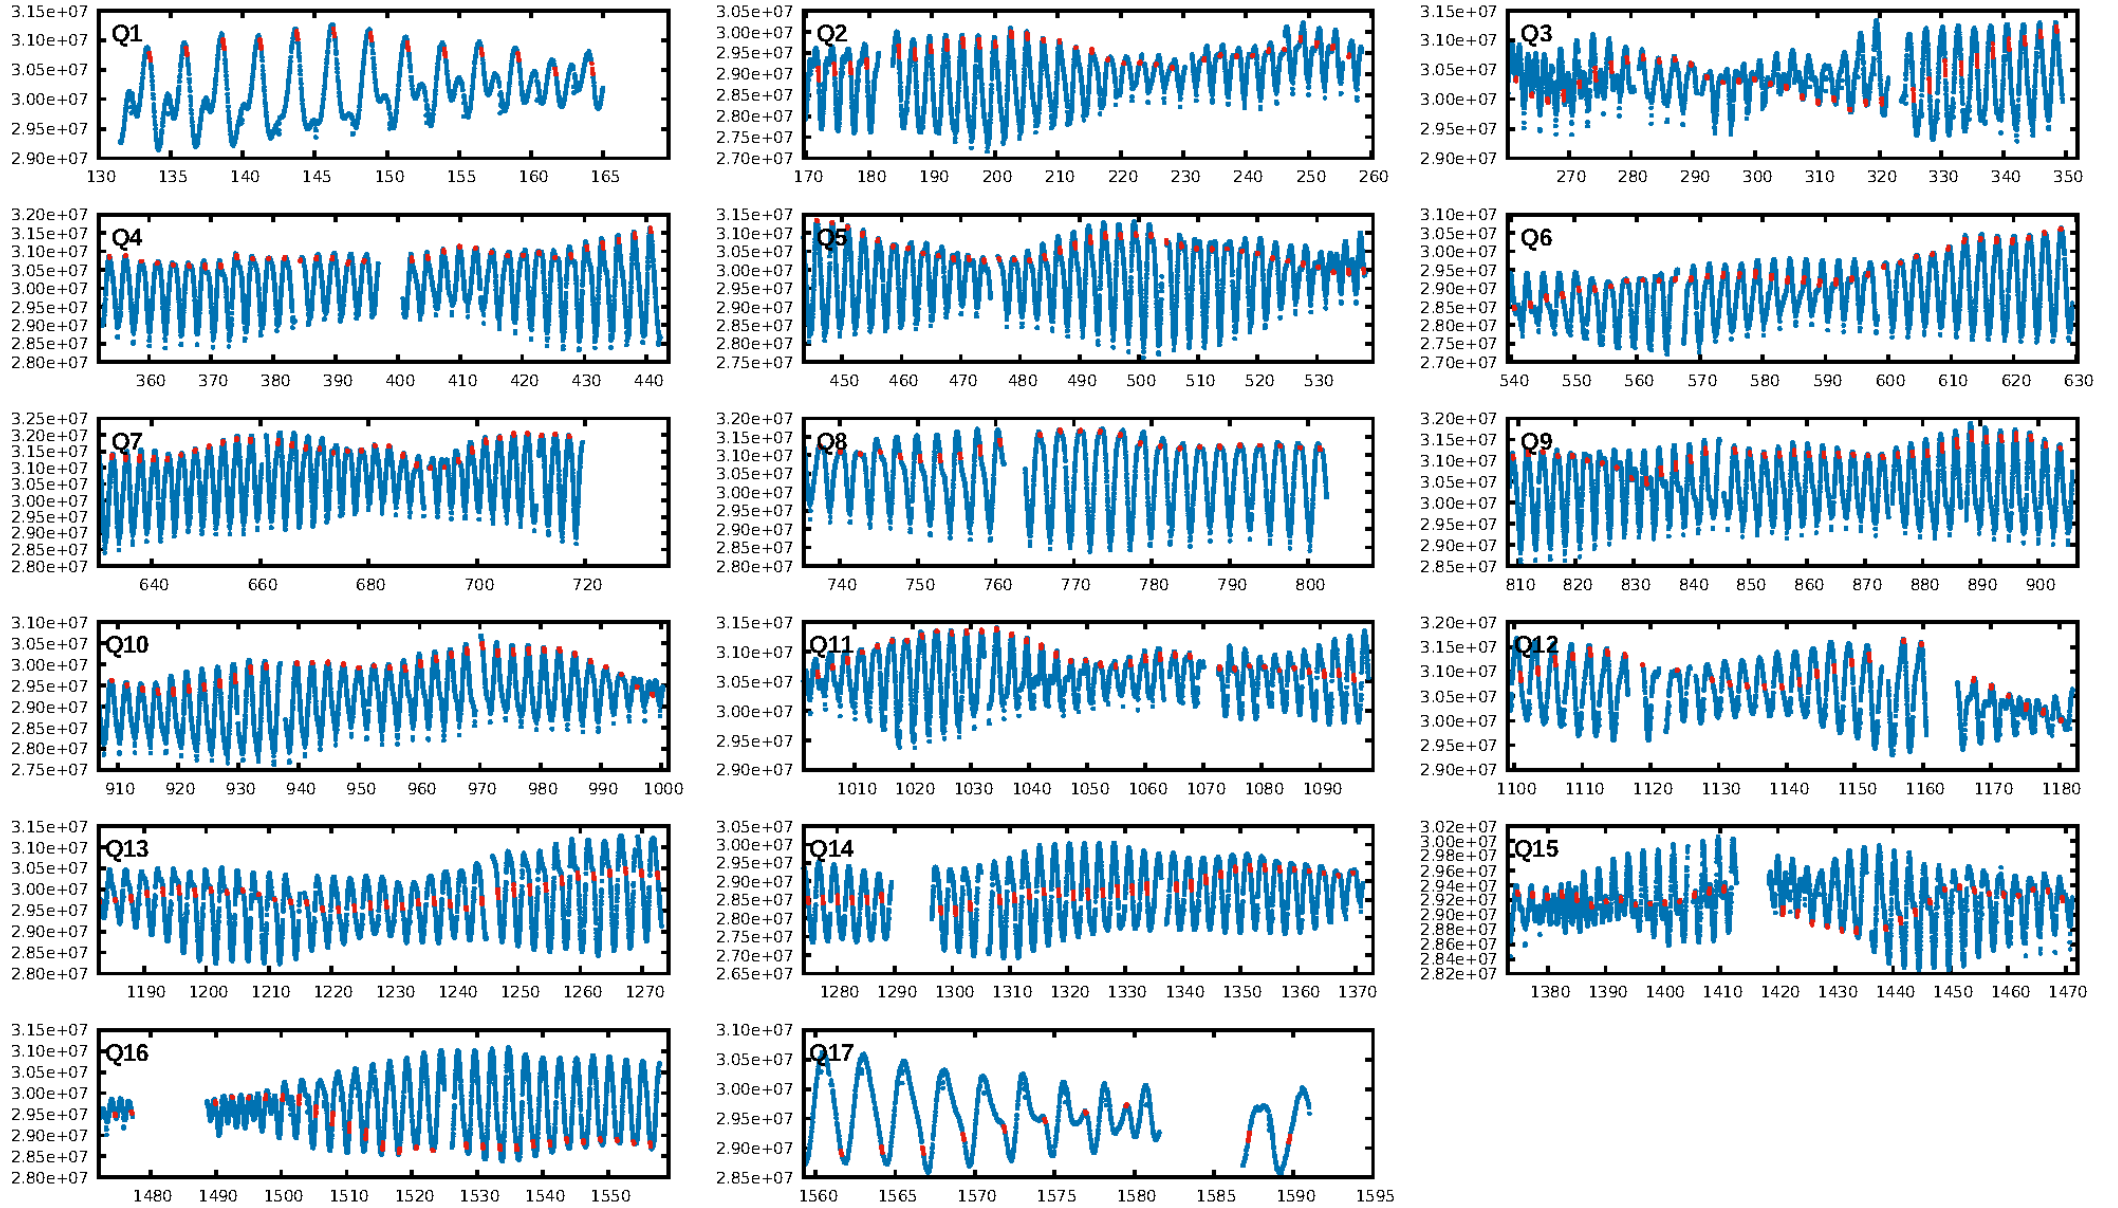 3.15e+07 3.10e+07 3.05e+07 3.00e+07 2.95e+07 2.90e+07
Q1
130 135 140 145 150 155 160 165
3.05e+07 3.00e+07 2.95e+07 2.90e+07 2.85e+07 2.80e+07 2.75e+07 2.70e+07
Q2
170 180 190 200 210 220 230 240 250 260
3.15e+07 3.10e+07 3.05e+07 3.00e+07 2.95e+07 2.90e+07
Q3
270 280 290 300 310 320 330 340 350
3.20e+07 3.15e+07 3.10e+07 3.05e+07 3.00e+07 2.95e+07 2.90e+07 2.85e+07 2.80e+07
Q4
360 370 380 390 400 410 420 430 440
3.15e+07 3.10e+07 3.05e+07 3.00e+07 2.95e+07 2.90e+07 2.85e+07 2.80e+07 2.75e+07
Q5
450 460 470 480 490 500 510 520 530
3.10e+07 3.05e+07 3.00e+07 2.95e+07 2.90e+07 2.85e+07 2.80e+07 2.75e+07 2.70e+07
Q6
540 550 560 570 580 590 600 610 620 630
3.25e+07 3.20e+07 3.15e+07 3.10e+07 3.05e+07 3.00e+07 2.95e+07 2.90e+07 2.85e+07 2.80e+07
Q7
640 660 680 700 720
3.20e+07 3.15e+07 3.10e+07 3.05e+07 3.00e+07 2.95e+07 2.90e+07 2.85e+07 2.80e+07
Q8
740 750 760 770 780 790 800
3.20e+07 3.15e+07 3.10e+07 3.05e+07 3.00e+07 2.95e+07 2.90e+07 2.85e+07
Q9
810 820 830 840 850 860 870 880 890 900
3.10e+07 3.05e+07 3.00e+07 2.95e+07 2.90e+07 2.85e+07 2.80e+07 2.75e+07
Q10
910 920 930 940 950 960 970 980 990 1000
3.15e+07 3.10e+07 3.05e+07 3.00e+07 2.95e+07 2.90e+07
Q11
1010 1020 1030 1040 1050 1060 1070 1080 1090
3.20e+07 3.15e+07 3.10e+07 3.05e+07 3.00e+07 2.95e+07 2.90e+07
Q12
1100 1110 1120 1130 1140 1150 1160 1170 1180
3.15e+07 3.10e+07 3.05e+07 3.00e+07 2.95e+07 2.90e+07 2.85e+07 2.80e+07
Q13
1190 1200 1210 1220 1230 1240 1250 1260 1270
3.05e+07 3.00e+07 2.95e+07 2.90e+07 2.85e+07 2.80e+07 2.75e+07 2.70e+07 2.65e+07
Q14
1280 1290 1300 1310 1320 1330 1340 1350 1360 1370
3.02e+07 3.00e+07 2.98e+07 2.96e+07 2.94e+07 2.92e+07 2.90e+07 2.88e+07 2.86e+07 2.84e+07 2.82e+07
Q15
1380 1390 1400 1410 1420 1430 1440 1450 1460 1470
3.15e+07 3.10e+07 3.05e+07 3.00e+07 2.95e+07 2.90e+07 2.85e+07 2.80e+07
Q16
1480 1490 1500 1510 1520 1530 1540 1550
3.10e+07 3.05e+07 3.00e+07 2.95e+07 2.90e+07 2.85e+07
Q17
1560 1565 1570 1575 1580 1585 1590 1595